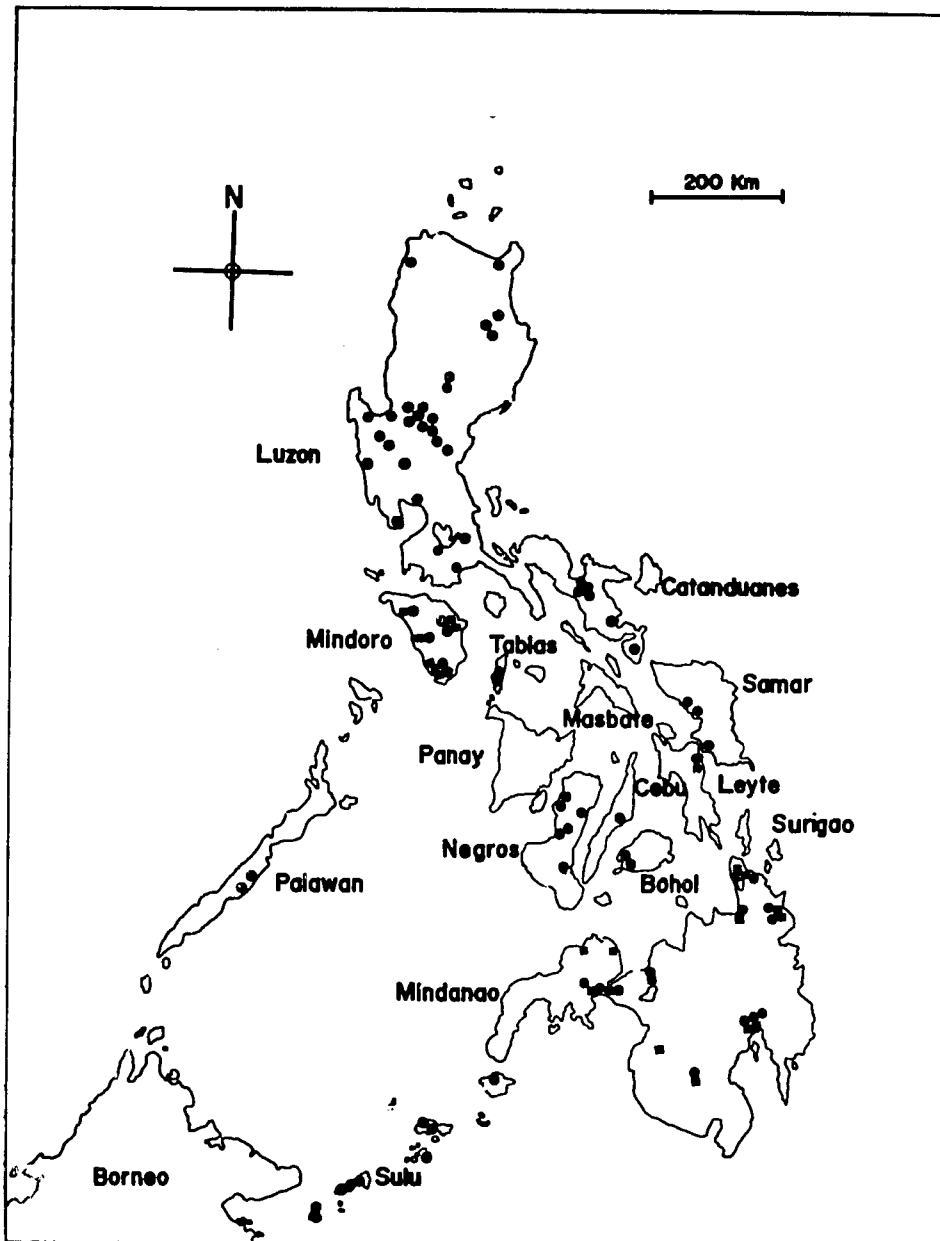 N
200 Km
Luzon
Catanduanes
Mindoro
Tablas
Samar
Masbate
Panay
Cebu
Leyte
Surigao
Negros
Bohol
Palawan
Mindanao
Borneo
Sulu